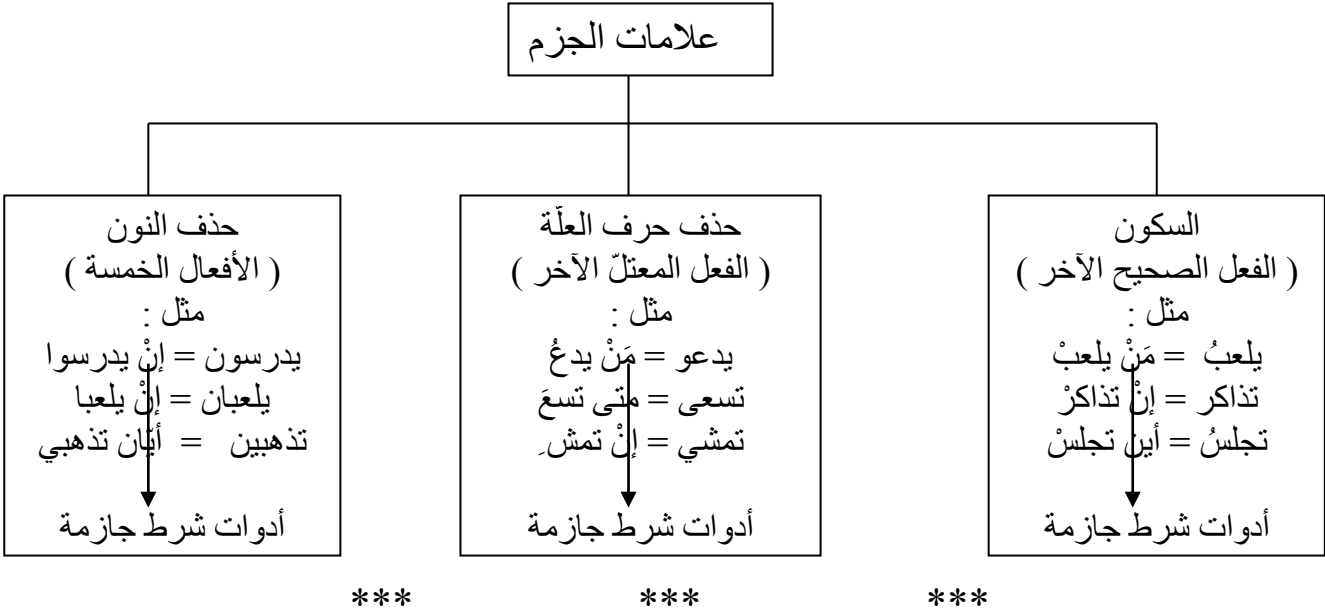 علامات الجزم
السكون
( الفعل الصحيح الآخر )
مثل :
يلعبُ = مَنْ يلعبْ
تذاكر = إنْ تذاكرْ
تجلسُ = أين تجلسْ
أدوات شرط جازمة
حذف حرف العلّة
( الفعل المعتلّ الآخر )
مثل :
يدعو = مَنْ يدعُ
تسعى = متى تسعَ
تمشي = إنْ تمش ِ
أدوات شرط جازمة
حذف النون
( الأفعال الخمسة )
مثل :
يدرسون = إنْ يدرسوا
يلعبان = إنْ يلعبا
تذهبين = أيّان تذهبي
أدوات شرط جازمة
*** *** ***